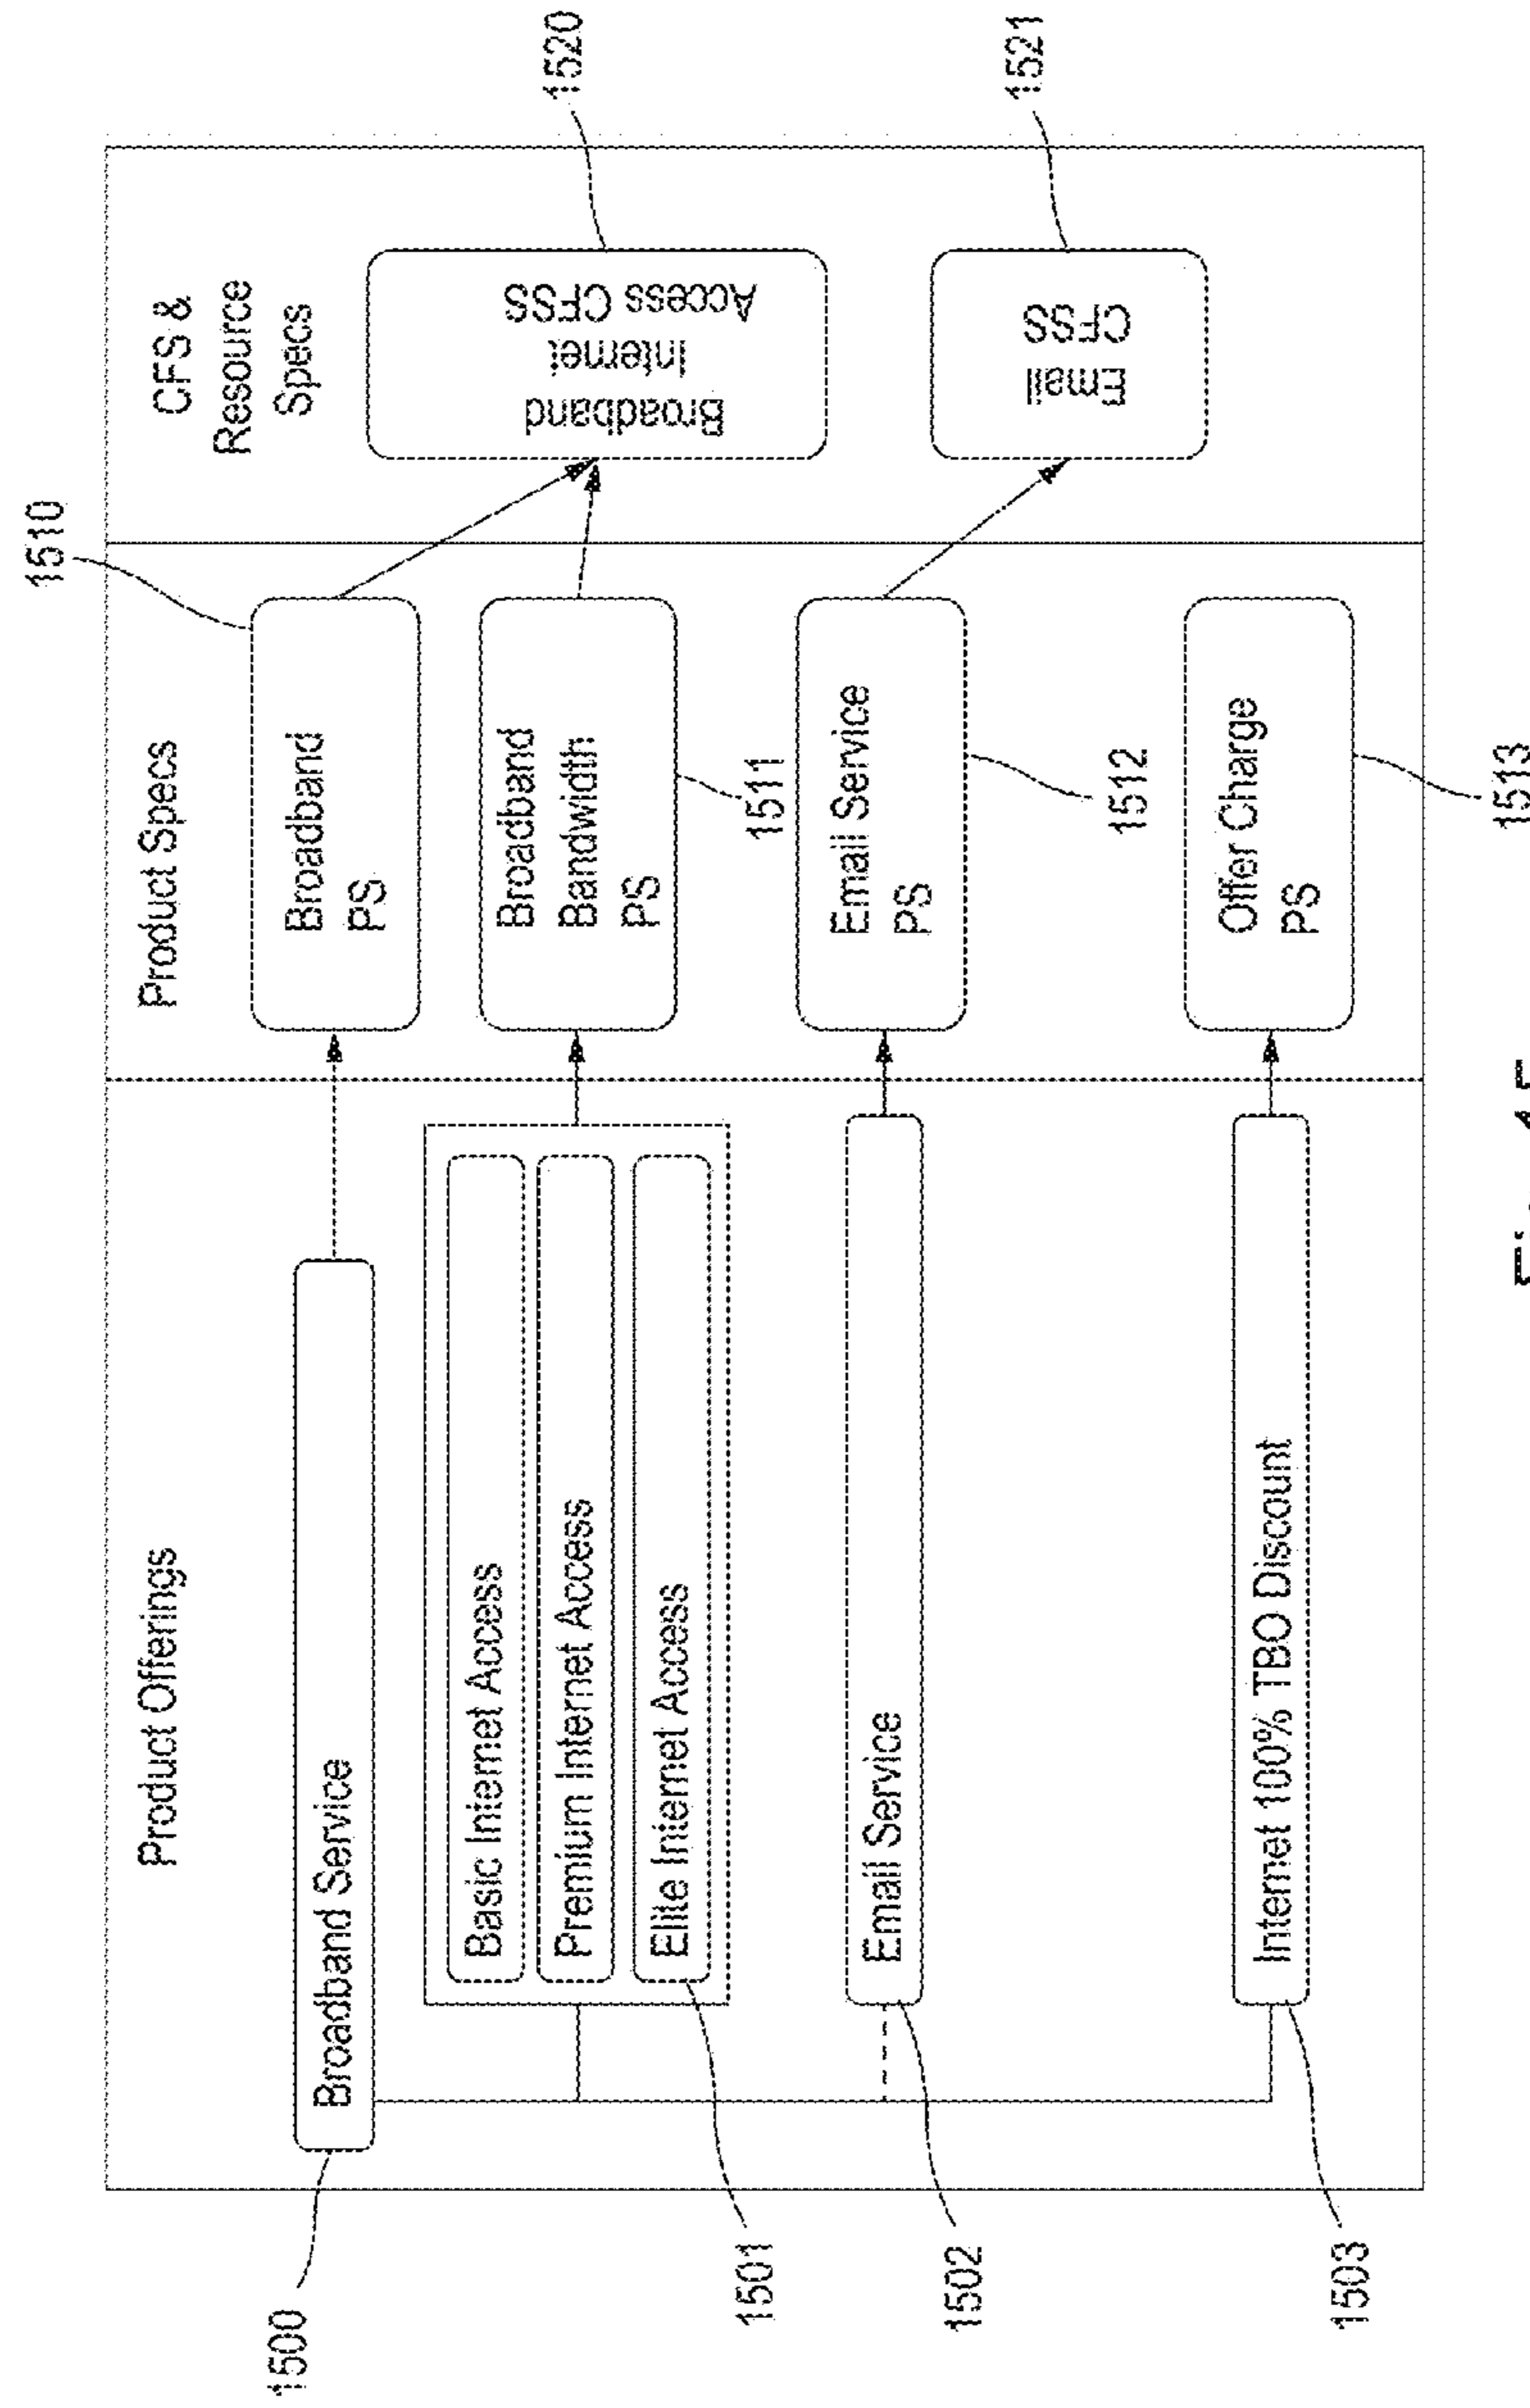 Product Offerings
Product Specs
CFS &
Resource
Specs
1500
Broadband Service
1510
Broadband
PS
1520
Broadband
Internet
Access CFSS
Basic Internet Access
Premium Internet Access
Elite Internet Access
1501
Broadband
Bandwidth
PS
1511
Email Service
1502
Email Service
PS
1512
Email
CFSS
1521
Internet 100% TBO Discount
1503
Offer Charge
PS
1513